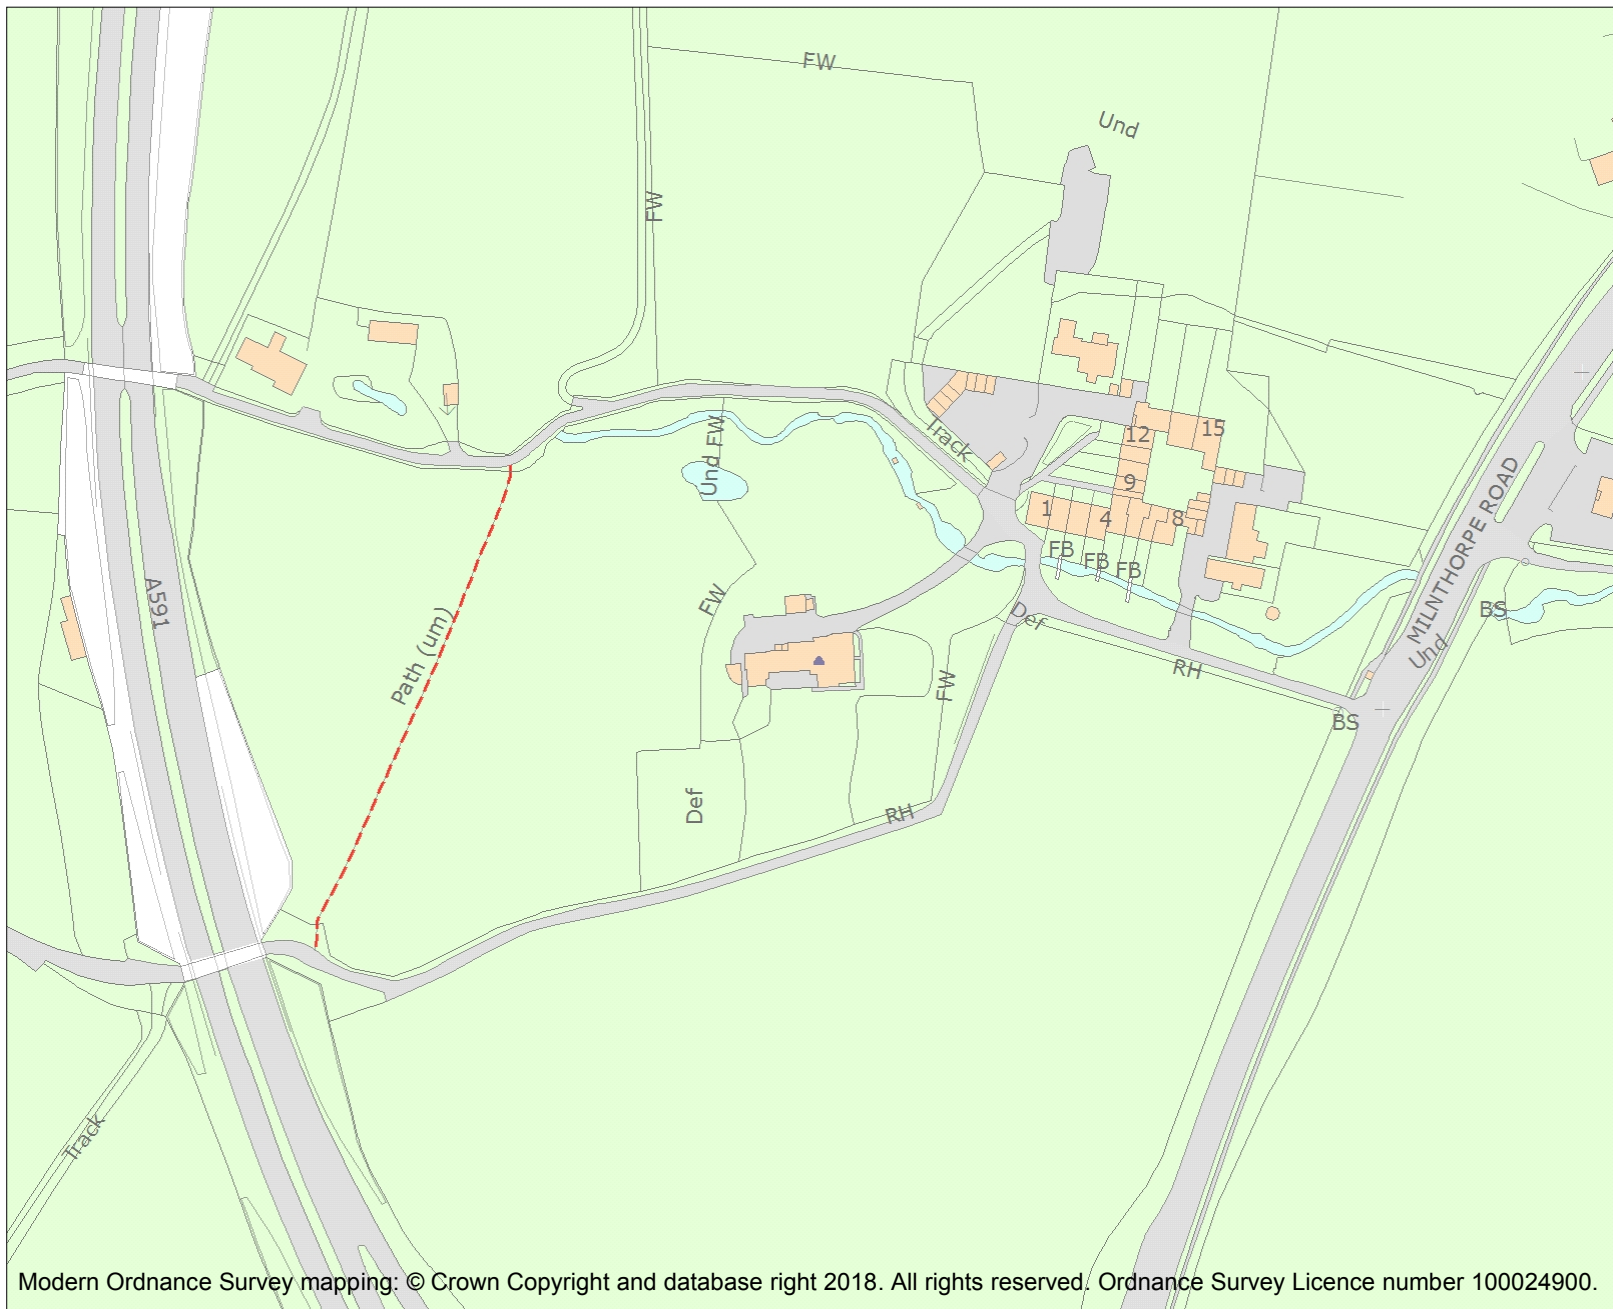 FW
Und
FW
Track
12
15
9
1
4
8
Und FW
FB
FB
FB
A591
FW
Def
BS
MILNTHORPE ROAD
Und
Path (um)
FW
RH
BS
Def
RH
Track
Modern Ordnance Survey mapping: © Crown Copyright and database right 2018. All rights reserved. Ordnance Survey Licence number 100024900.